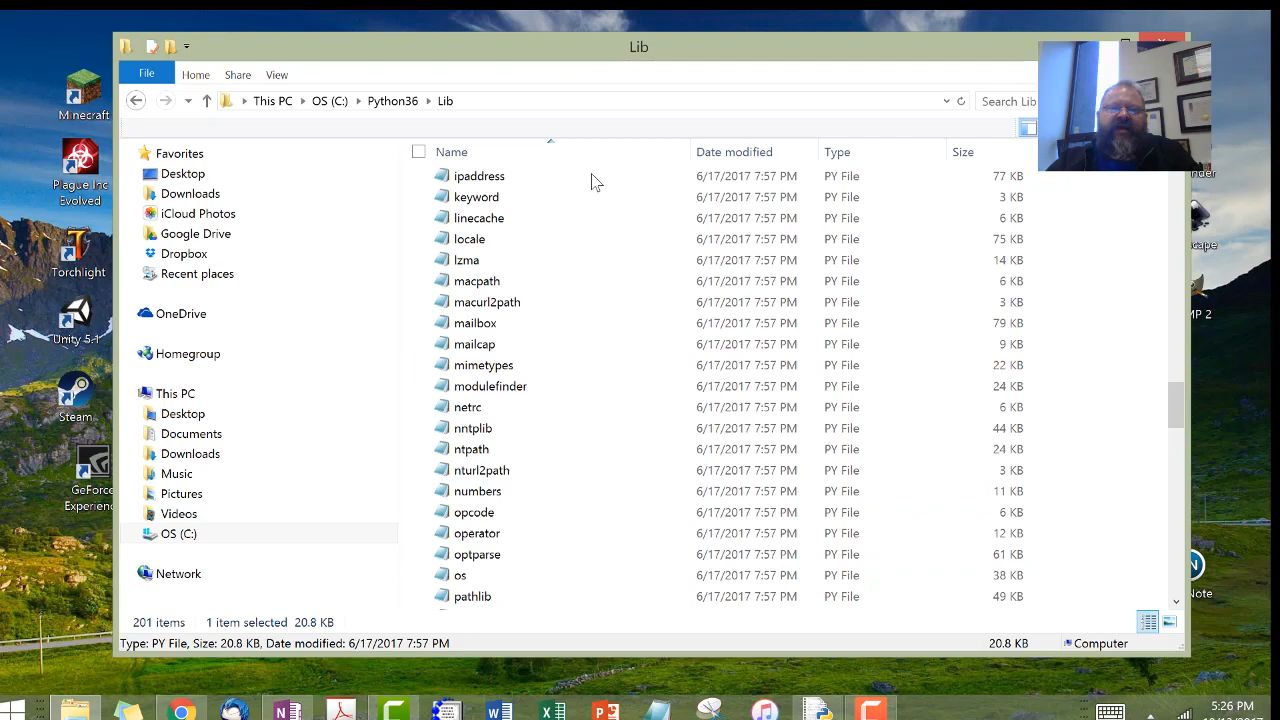 Lib
File Home Share View
This PC OS (C:) Python36 Lib
Search Lib
Name Date modified Type Size
ipaddress 6/17/2017 7:57 PM PY File 77 KB
keyword 6/17/2017 7:57 PM PY File 3 KB
linecache 6/17/2017 7:57 PM PY File 6 KB
locale 6/17/2017 7:57 PM PY File 75 KB
lzma 6/17/2017 7:57 PM PY File 14 KB
macpath 6/17/2017 7:57 PM PY File 6 KB
macurl2path 6/17/2017 7:57 PM PY File 3 KB
mailbox 6/17/2017 7:57 PM PY File 79 KB
mailcap 6/17/2017 7:57 PM PY File 9 KB
mimetypes 6/17/2017 7:57 PM PY File 22 KB
modulefinder 6/17/2017 7:57 PM PY File 24 KB
netrc 6/17/2017 7:57 PM PY File 6 KB
nntplib 6/17/2017 7:57 PM PY File 44 KB
ntpath 6/17/2017 7:57 PM PY File 24 KB
nturl2path 6/17/2017 7:57 PM PY File 3 KB
numbers 6/17/2017 7:57 PM PY File 11 KB
opcode 6/17/2017 7:57 PM PY File 6 KB
operator 6/17/2017 7:57 PM PY File 12 KB
optparse 6/17/2017 7:57 PM PY File 61 KB
os 6/17/2017 7:57 PM PY File 38 KB
pathlib 6/17/2017 7:57 PM PY File 49 KB
Favorites
Desktop
Downloads
iCloud Photos
Google Drive
Dropbox
Recent places
OneDrive
Homegroup
This PC
Desktop
Documents
Downloads
Music
Pictures
Videos
OS (C:)
Network
201 items 1 item selected 20.8 KB
Type: PY File, Size: 20.8 KB, Date modified: 6/17/2017 7:57 PM 20.8 KB Computer
Minecraft
Plague Inc
Evolved
Torchlight
Unity 5.1
Steam
GeForce
Experienc
scape
MP 2
Note
5:26 PM